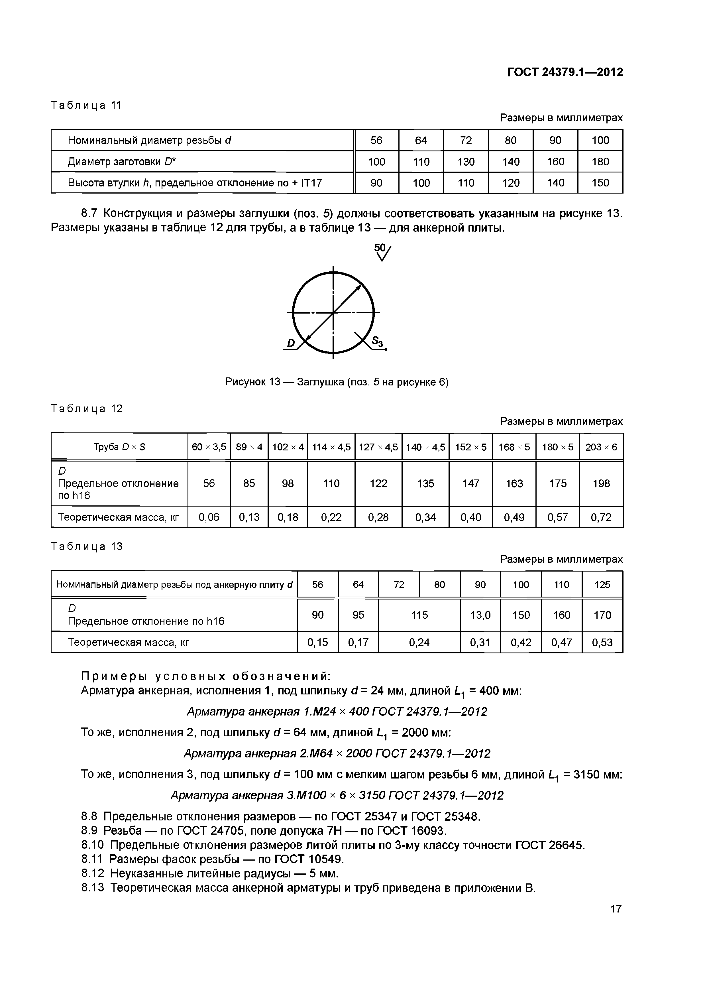 ГОСТ 24379.1—2012
Таблица 11
Размеры в миллиметрах
Номинальный диаметр резьбы d 56 64 72 80 90 100
Диаметр заготовки D* 100 110 130 140 160 180
Высота втулки h, предельное отклонение по + IT17 90 100 110 120 140 150
8.7 Конструкция и размеры заглушки (поз. 5) должны соответствовать указанным на рисунке 13.
Размеры указаны в таблице 12 для трубы, а в таблице 13 — для анкерной плиты.
50
D
S3
Рисунок 13 — Заглушка (поз. 5 на рисунке 6)
Таблица 12
Размеры в миллиметрах
Труба D × S 60 × 3,5 89 × 4 102 × 4 114 × 4,5 127 × 4,5 140 × 4,5 152 × 5 168 × 5 180 × 5 203 × 6
D
Предельное отклонение 56 85 98 110 122 135 147 163 175 198
по h16
Теоретическая масса, кг 0,06 0,13 0,18 0,22 0,28 0,34 0,40 0,49 0,57 0,72
Таблица 13
Размеры в миллиметрах
Номинальный диаметр резьбы под анкерную плиту d 56 64 72 80 90 100 110 125
D
Предельное отклонение по h16 90 95 115 13,0 150 160 170
Теоретическая масса, кг 0,15 0,17 0,24 0,31 0,42 0,47 0,53
Примеры условных обозначений:
Арматура анкерная, исполнения 1, под шпильку d = 24 мм, длиной L1 = 400 мм:
Арматура анкерная 1.М24 × 400 ГОСТ 24379.1—2012
То же, исполнения 2, под шпильку d = 64 мм, длиной L1 = 2000 мм:
Арматура анкерная 2.М64 × 2000 ГОСТ 24379.1—2012
То же, исполнения 3, под шпильку d = 100 мм с мелким шагом резьбы 6 мм, длиной L1 = 3150 мм:
Арматура анкерная 3.М100 × 6 × 3150 ГОСТ 24379.1—2012
8.8 Предельные отклонения размеров — по ГОСТ 25347 и ГОСТ 25348.
8.9 Резьба — по ГОСТ 24705, поле допуска 7Н — по ГОСТ 16093.
8.10 Предельные отклонения размеров литой плиты по 3-му классу точности ГОСТ 26645.
8.11 Размеры фасок резьбы — по ГОСТ 10549.
8.12 Неуказанные литейные радиусы — 5 мм.
8.13 Теоретическая масса анкерной арматуры и труб приведена в приложении В.
17